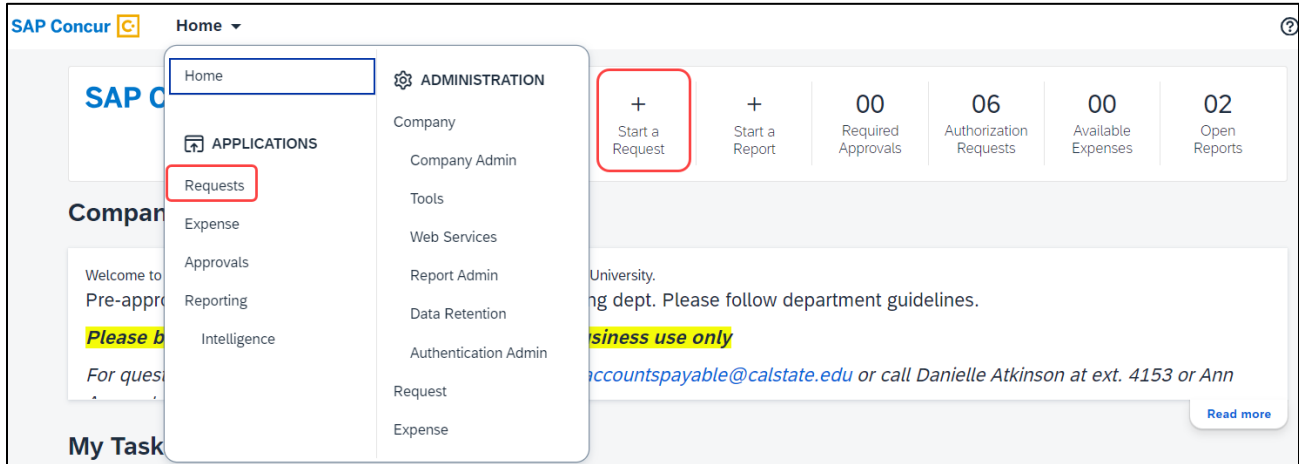 SAP Concur C Home
Home
APPLICATIONS
Requests
Expense
Approvals
Reporting
Intelligence
ADMINISTRATION
Company
Company Admin
Tools
Web Services
Report Admin
Data Retention
Authentication Admin
Request
Expense
SAP C
+
Start a
Request
+
Start a
Report
00
Required
Approvals
06
Authorization
Requests
00
Available
Expenses
02
Open
Reports
Compan
Welcome to University.
Pre-appro ng dept. Please follow department guidelines.
Please b siness use only
For quest accountspayable@calstate.edu or call Danielle Atkinson at ext. 4153 or Ann
Read more
My Task